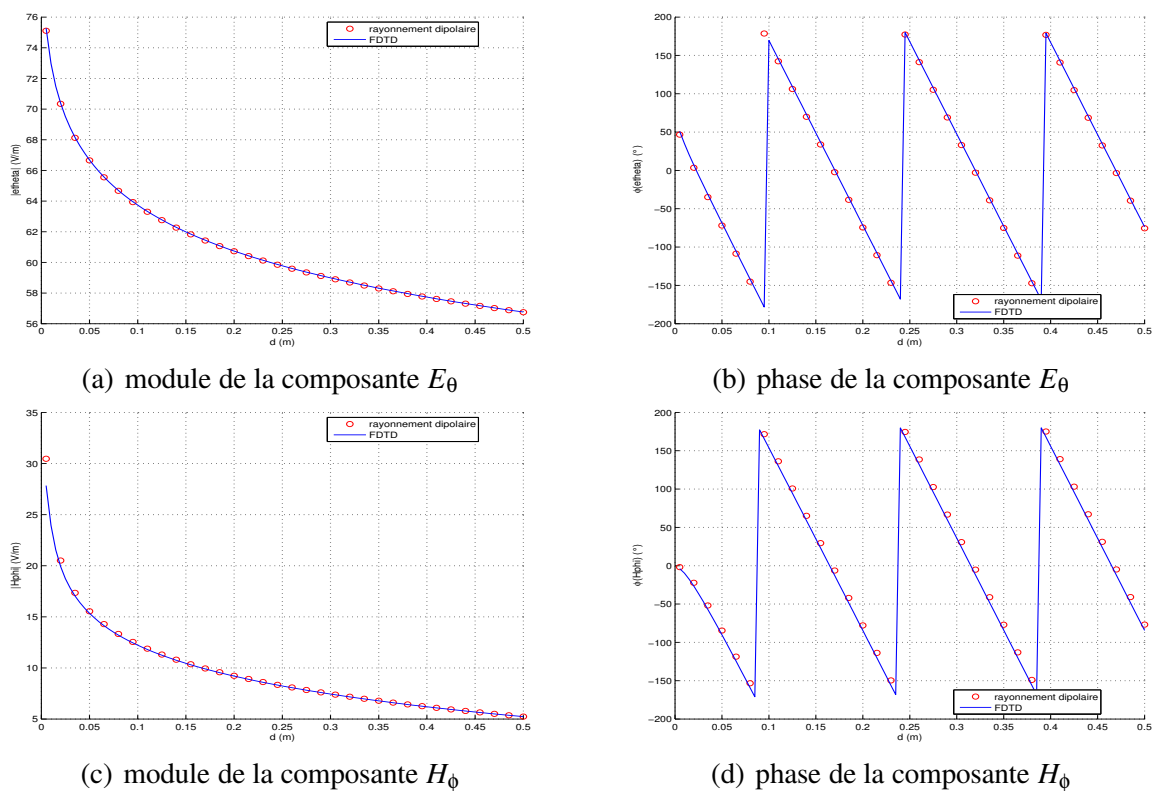 76
74
72
70
68
66
64
62
60
58
56
|etheta| (V/m)
rayonnement dipolaire
FDTD
0 0.05 0.1 0.15 0.2 0.25 0.3 0.35 0.4 0.45 0.5
d (m)
(a) module de la composante Eθ
200
150
100
50
0
−50
−100
−150
−200
ϕ(etheta) (°)
rayonnement dipolaire
FDTD
0 0.05 0.1 0.15 0.2 0.25 0.3 0.35 0.4 0.45 0.5
d (m)
(b) phase de la composante Eθ
35
30
25
20
15
10
5
|Hphi| (V/m)
rayonnement dipolaire
FDTD
0 0.05 0.1 0.15 0.2 0.25 0.3 0.35 0.4 0.45 0.5
d (m)
(c) module de la composante Hϕ
200
150
100
50
0
−50
−100
−150
−200
ϕ(Hphi) (°)
rayonnement dipolaire
FDTD
0 0.05 0.1 0.15 0.2 0.25 0.3 0.35 0.4 0.45 0.5
d (m)
(d) phase de la composante Hϕ